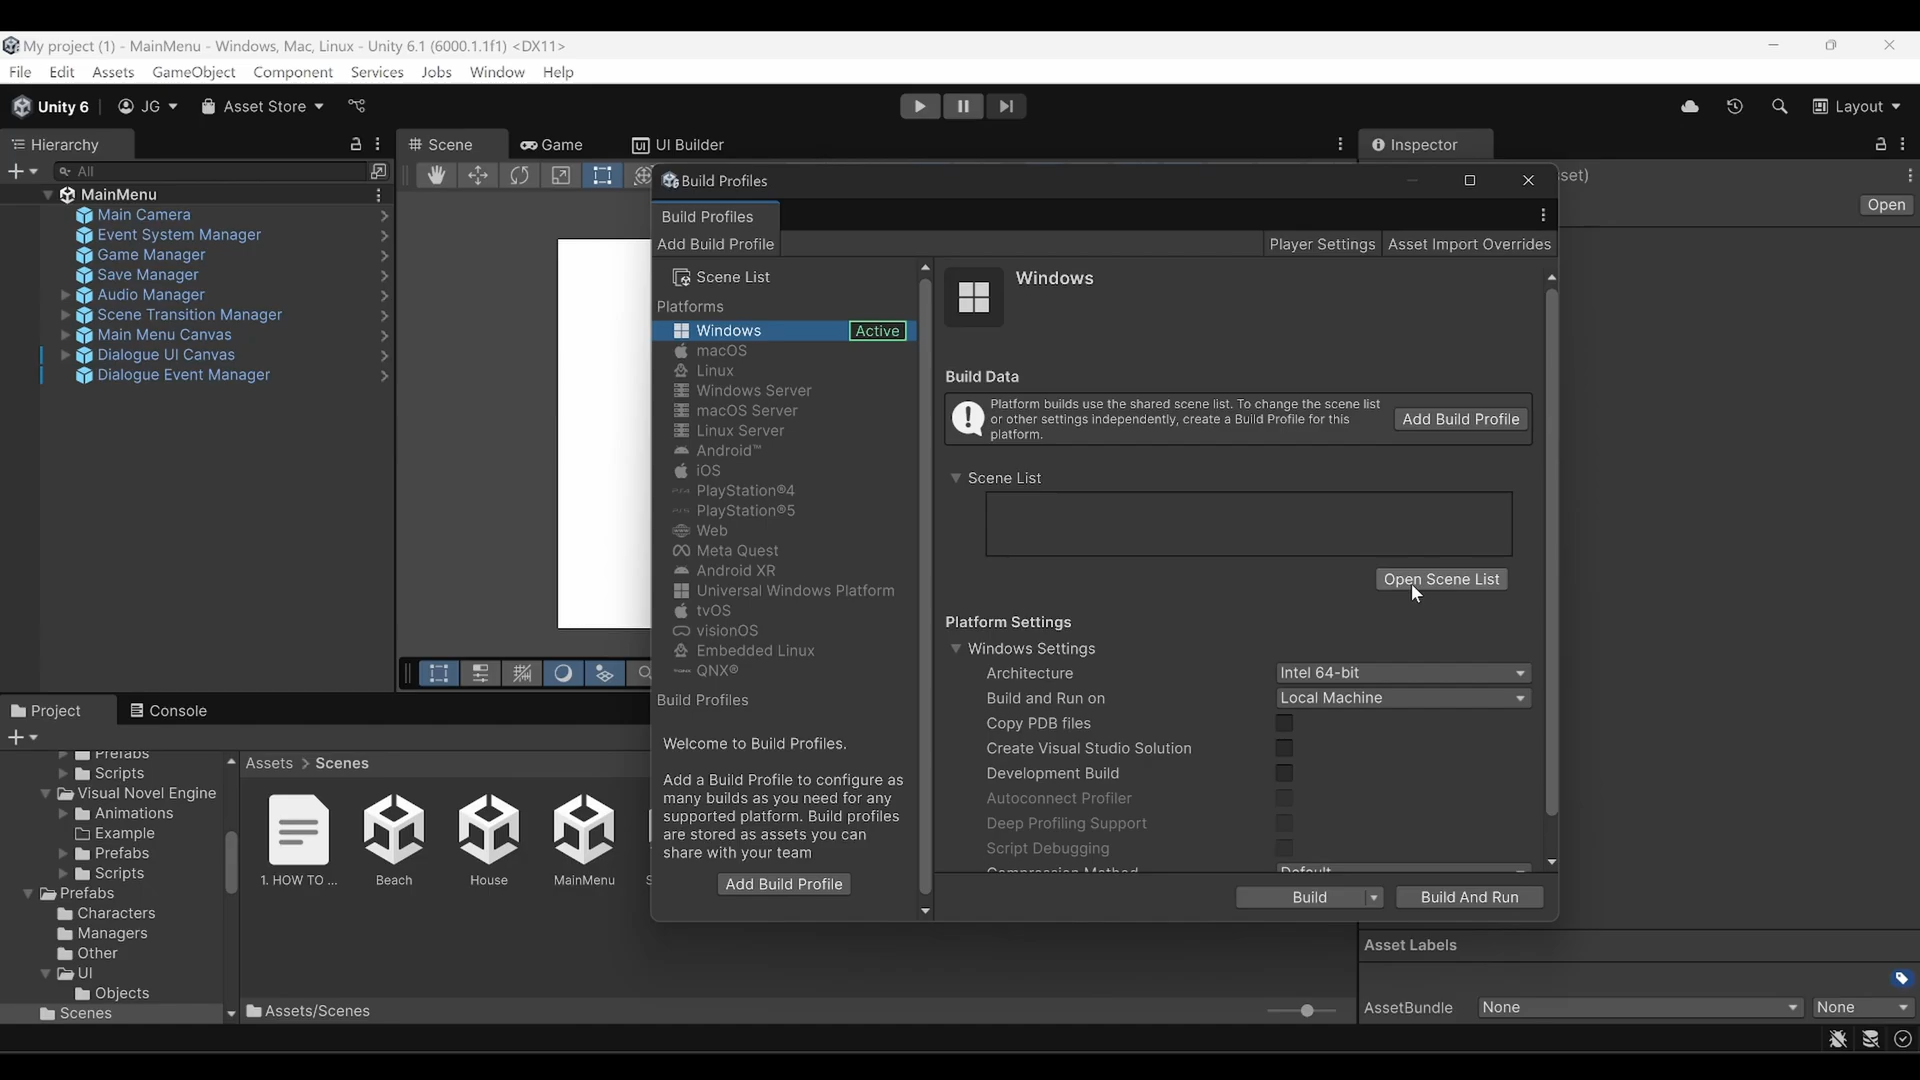 My project (1) - MainMenu - Windows, Mac, Linux - Unity 6.1 (6000.1.1f1) <DX11>
File Edit Assets GameObject Component Services Jobs Window Help
Unity 6 JG Asset Store Layout
Hierarchy
All
MainMenu
Main Camera
Event System Manager
Game Manager
Save Manager
Audio Manager
Scene Transition Manager
Main Menu Canvas
Dialogue UI Canvas
Dialogue Event Manager
Scene Game UI Builder
Inspector
set)
Open
Build Profiles
Build Profiles
Add Build Profile Player Settings Asset Import Overrides
Scene List
Platforms
Windows Active
macOS
Linux
Windows Server
macOS Server
Linux Server
Android™
iOS
PlayStation®4
PlayStation®5
Web
Meta Quest
Android XR
Universal Windows Platform
tvOS
visionOS
Embedded Linux
QNX®
Build Profiles
Welcome to Build Profiles.
Add a Build Profile to configure as
many builds as you need for any
supported platform. Build profiles
are stored as assets you can
share with your team
Add Build Profile
Windows
Build Data
Platform builds use the shared scene list. To change the scene list
or other settings independently, create a Build Profile for this
platform.
Add Build Profile
Scene List
Open Scene List
Platform Settings
Windows Settings
Architecture Intel 64-bit
Build and Run on Local Machine
Copy PDB files
Create Visual Studio Solution
Development Build
Autoconnect Profiler
Deep Profiling Support
Script Debugging
Compression Method Default
Build Build And Run
Project Console
Prefabs
Scripts
Visual Novel Engine
Animations
Example
Prefabs
Scripts
Prefabs
Characters
Managers
Other
UI
Objects
Scenes
Assets > Scenes
1. HOW TO ... Beach House MainMenu
Assets/Scenes
Asset Labels
AssetBundle None None